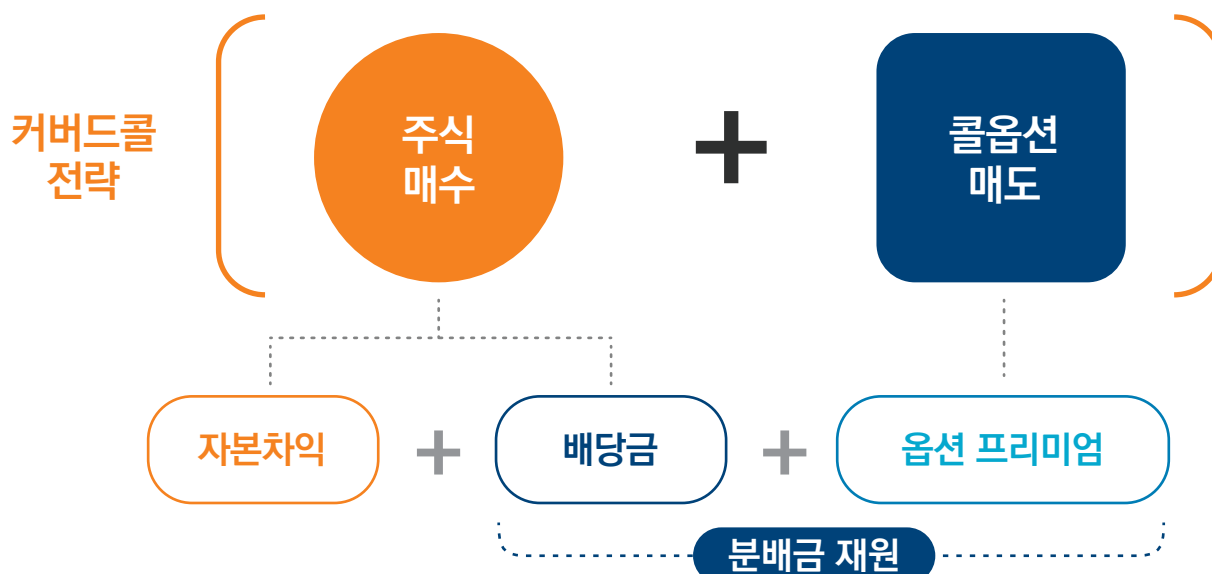 커버드콜
전략
주식
매수
+
콜옵션
매도
자본차익
+
배당금
+
옵션 프리미엄
분배금 재원